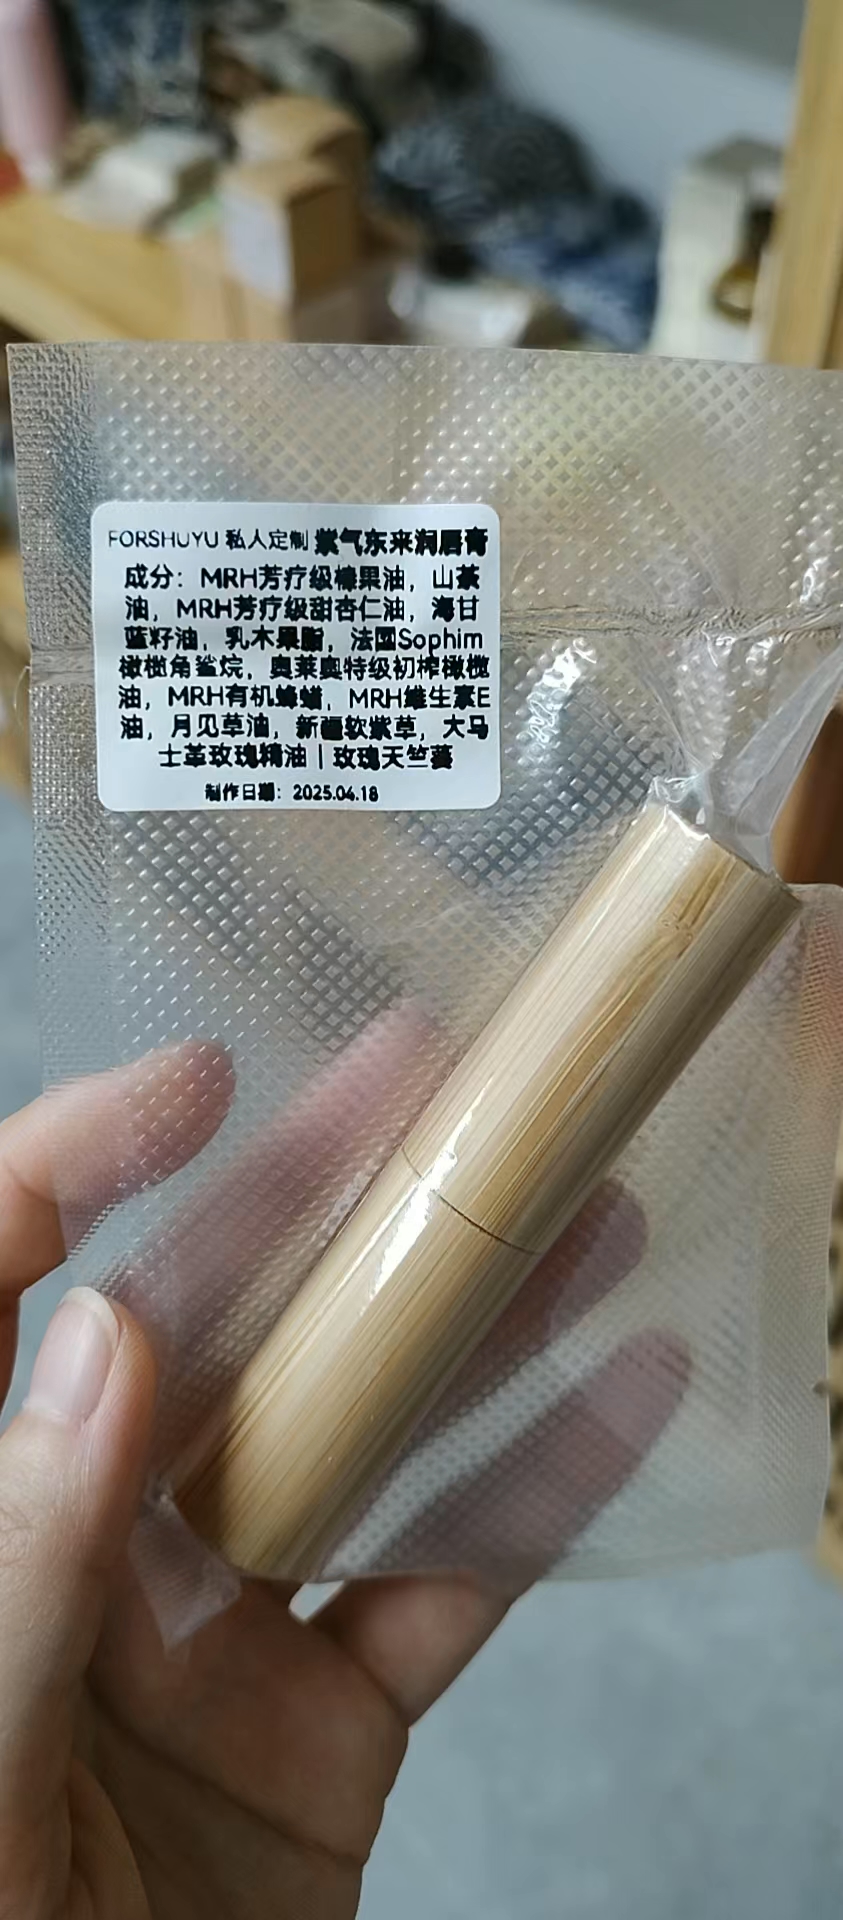 FORSHUYU 私人定制 紫气东来润唇膏
成分：MRH芳疗级榛果油，山茶
油，MRH芳疗级甜杏仁油，海甘
蓝籽油，乳木果脂，法国Sophim
橄榄角鲨烷，奥莱奥特级初榨橄榄
油，MRH有机蜂蜡，MRH维生素E
油，月见草油，新疆软紫草，大马
士革玫瑰精油｜玫瑰天竺葵
制作日期：2025.04.18